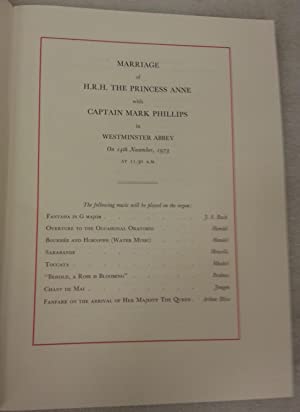 MARRIAGE
of
H.R.H. THE PRINCESS ANNE
with
CAPTAIN MARK PHILLIPS
in
WESTMINSTER ABBEY
On 14th November, 1973
AT 11.30 A.M.
The following music will be played on the organ:
FANTASIA IN G MAJOR . . . . . J. S. Bach
OVERTURE TO THE OCCASIONAL ORATORIO . Handel
BOURRÉE AND HORNPIPE (WATER MUSIC) . . Handel
SARABANDE
TOCCATA
"BEHOLD, A ROSE IS BLOOMING" . . . Brahms
CHANT DE MAI . . . . . Jongen
FANFARE ON THE ARRIVAL OF HER MAJESTY THE QUEEN . Arthur Bliss